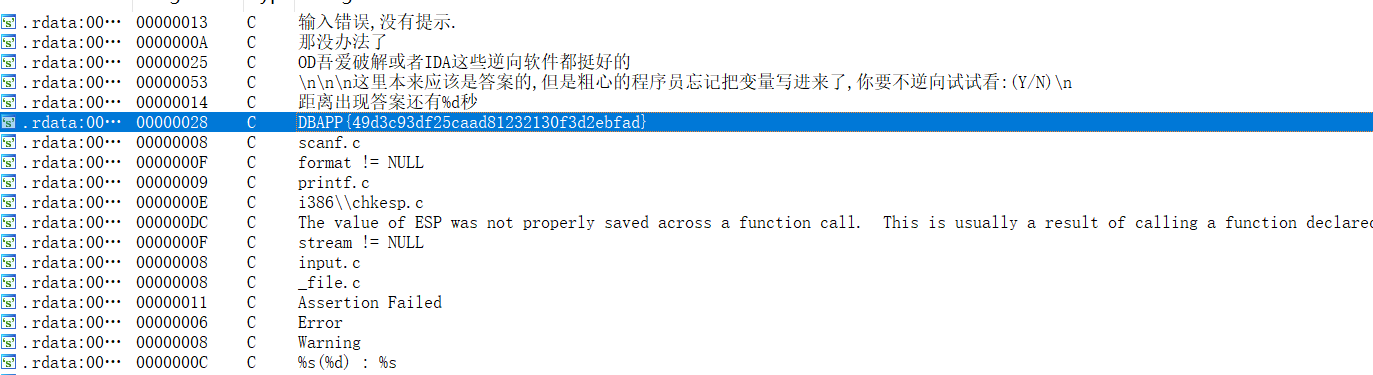 .rdata:00… 00000013 C 输入错误,没有提示.
.rdata:00… 0000000A C 那没办法了
.rdata:00… 00000025 C OD吾爱破解或者IDA这些逆向软件都挺好的
.rdata:00… 00000053 C \n\n\n这里本来应该是答案的,但是粗心的程序员忘记把变量写进来了,你要不逆向试试看:(Y/N)\n
.rdata:00… 00000014 C 距离出现答案还有%d秒
.rdata:00… 00000028 C DBAPP{49d3c93df25caad81232130f3d2ebfad}
.rdata:00… 00000008 C scanf.c
.rdata:00… 0000000F C format != NULL
.rdata:00… 00000009 C printf.c
.rdata:00… 0000000E C i386\\chkesp.c
.rdata:00… 000000DC C The value of ESP was not properly saved across a function call.  This is usually a result of calling a function declared
.rdata:00… 0000000F C stream != NULL
.rdata:00… 00000008 C input.c
.rdata:00… 00000008 C _file.c
.rdata:00… 00000011 C Assertion Failed
.rdata:00… 00000006 C Error
.rdata:00… 00000008 C Warning
.rdata:00… 0000000C C %s(%d) : %s